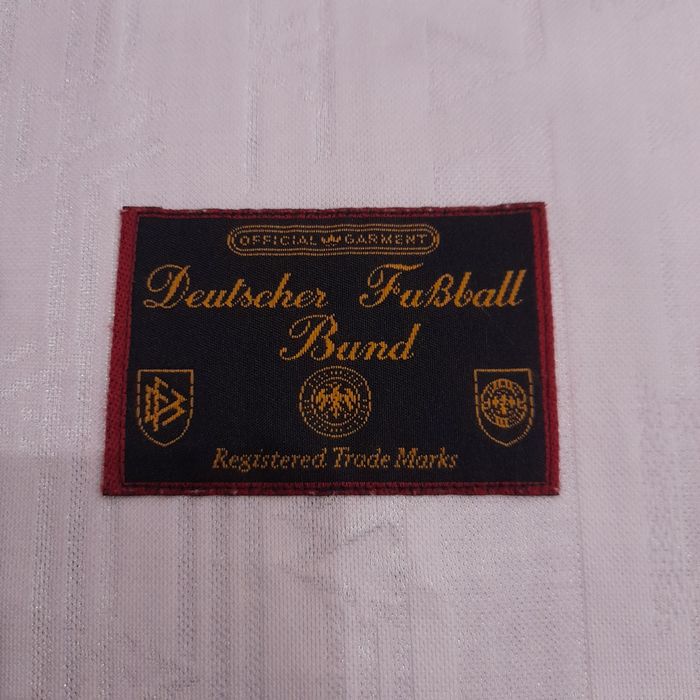 OFFICIAL GARMENT
Deutscher Fußball
Bund
Registered Trade Marks